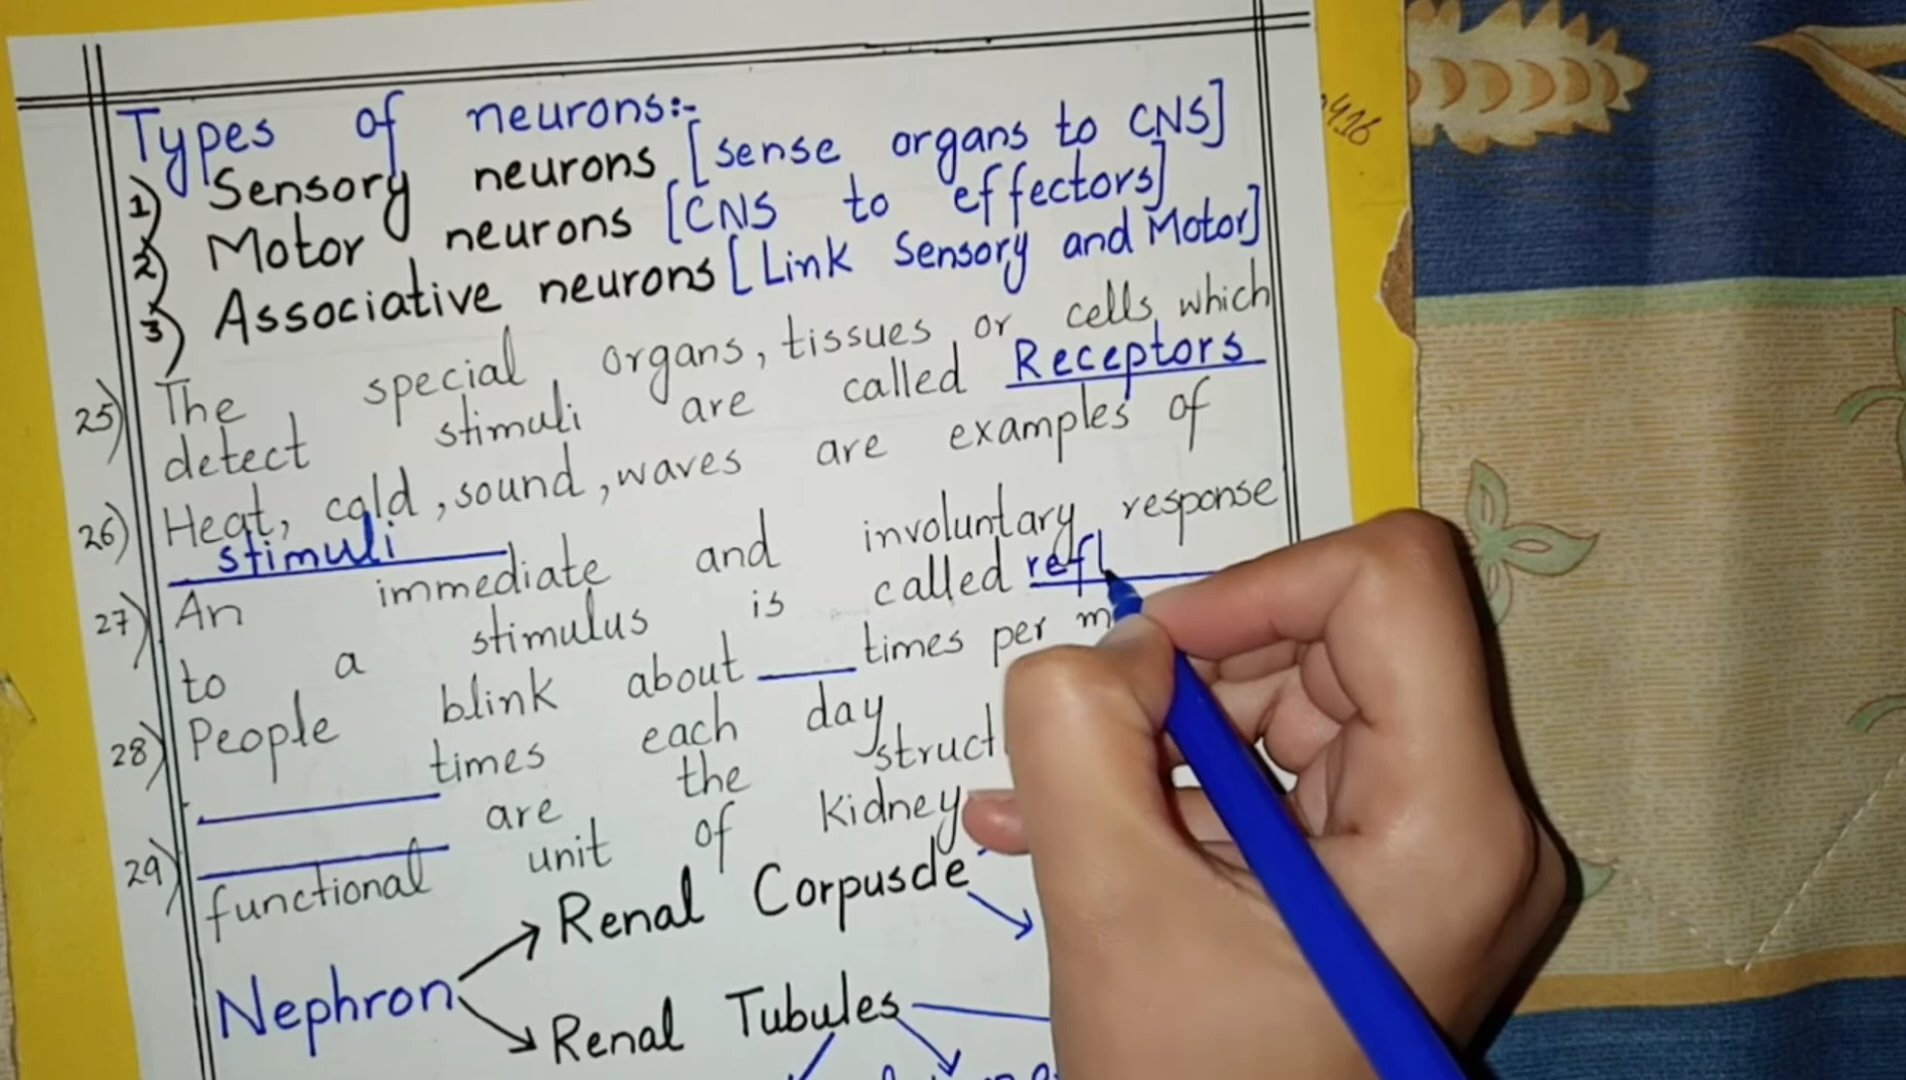 Types of neurons:-
1) Sensory neurons [sense organs to CNS]
2) Motor neurons [CNS to effectors]
3) Associative neurons [Link Sensory and Motor]
25) The special organs, tissues or cells which
detect stimuli are called Receptors
26) Heat, cold, sound, waves are examples of
stimuli
27) An immediate and involuntary response
to a stimulus is called refl
28) People blink about ____ times per m
____ times each day
29) ____ are the struct
functional unit of kidney
Nephron
Renal Corpuscle
Renal Tubules